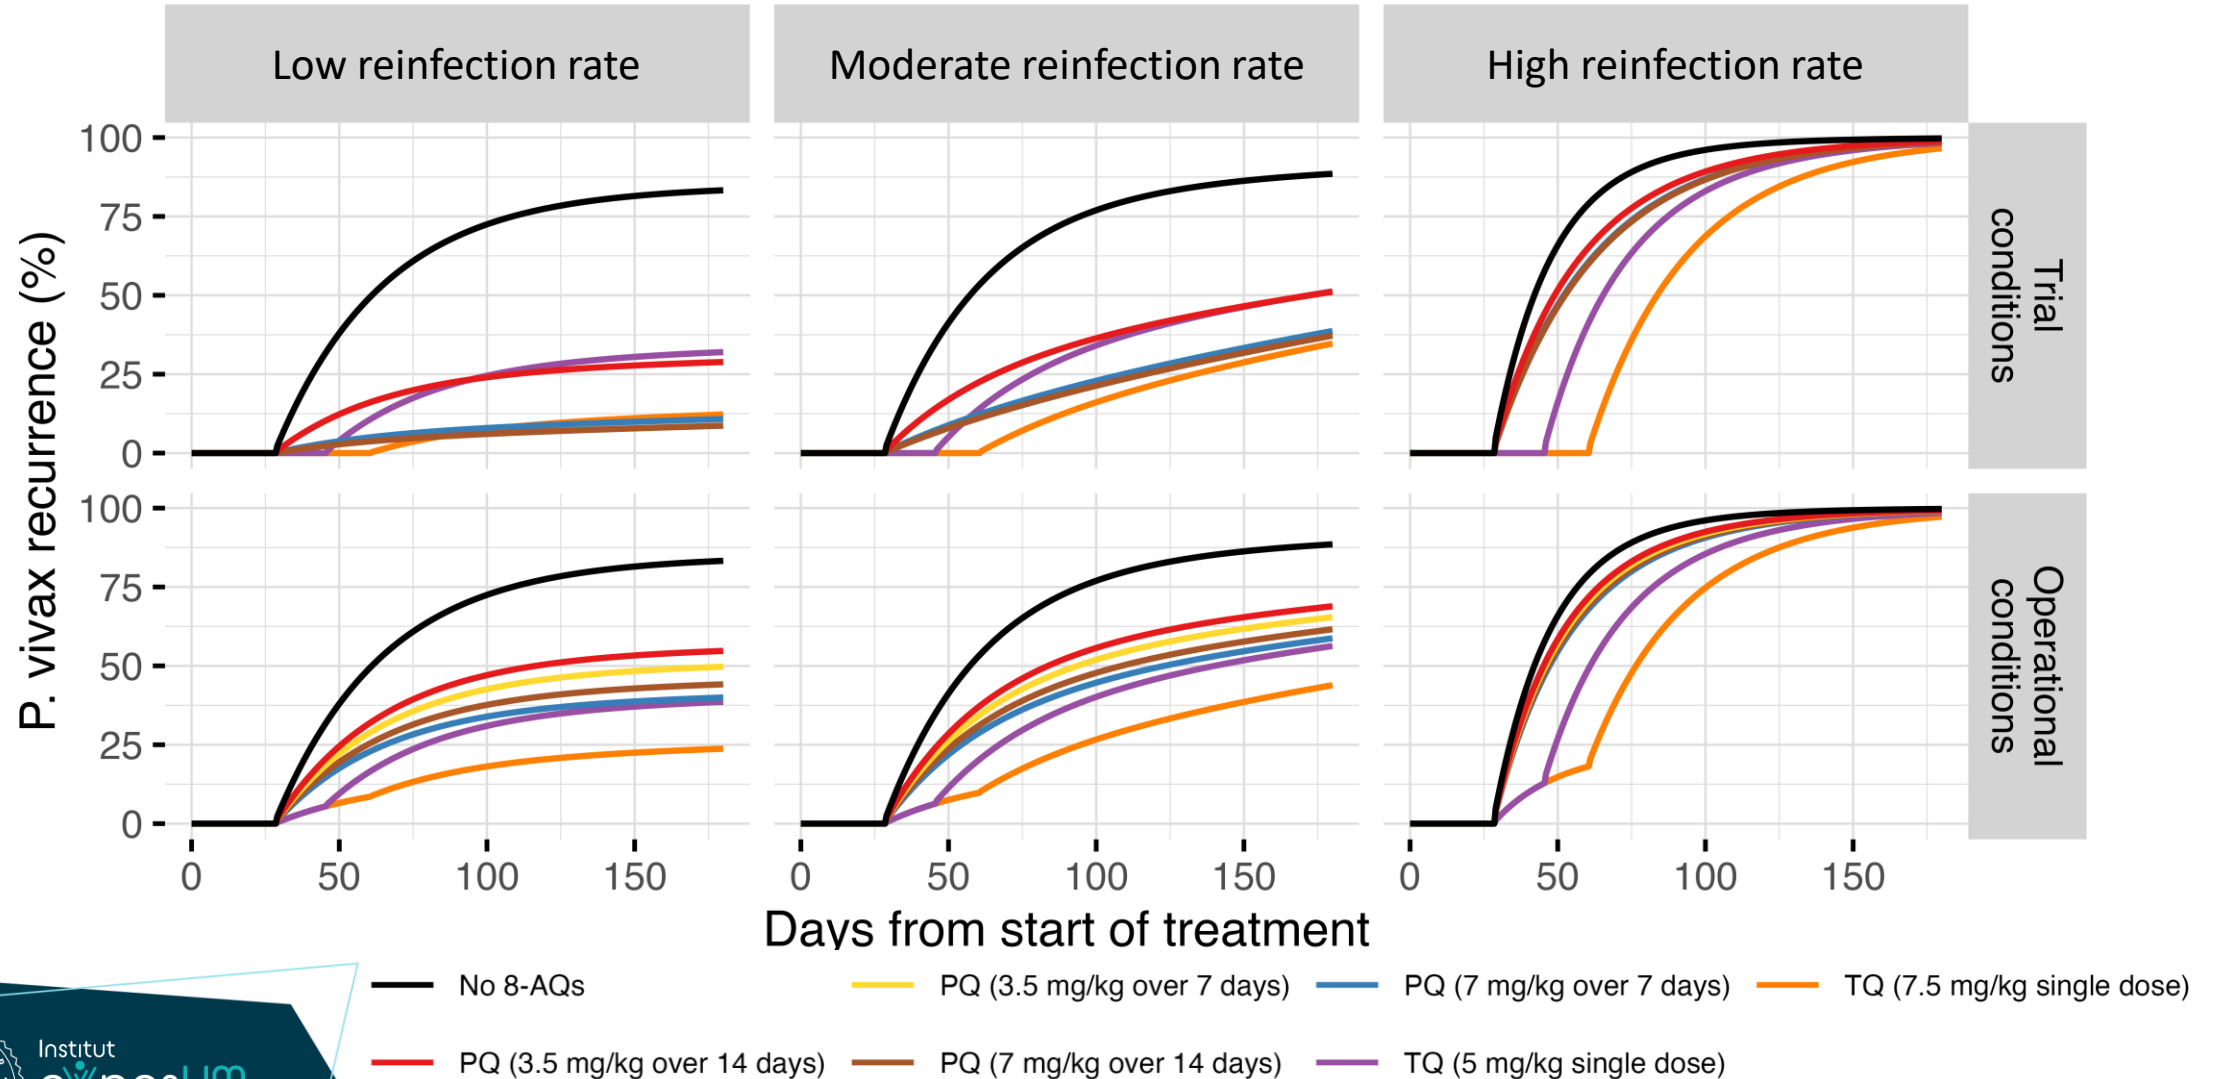 Low reinfection rate
Moderate reinfection rate
High reinfection rate
P. vivax recurrence (%)
100
75
50
25
0
Trial
conditions
100
75
50
25
0
Operational
conditions
0 50 100 150
0 50 100 150
0 50 100 150
Days from start of treatment
No 8-AQs
PQ (3.5 mg/kg over 7 days)
PQ (7 mg/kg over 7 days)
TQ (7.5 mg/kg single dose)
PQ (3.5 mg/kg over 14 days)
PQ (7 mg/kg over 14 days)
TQ (5 mg/kg single dose)
Institut